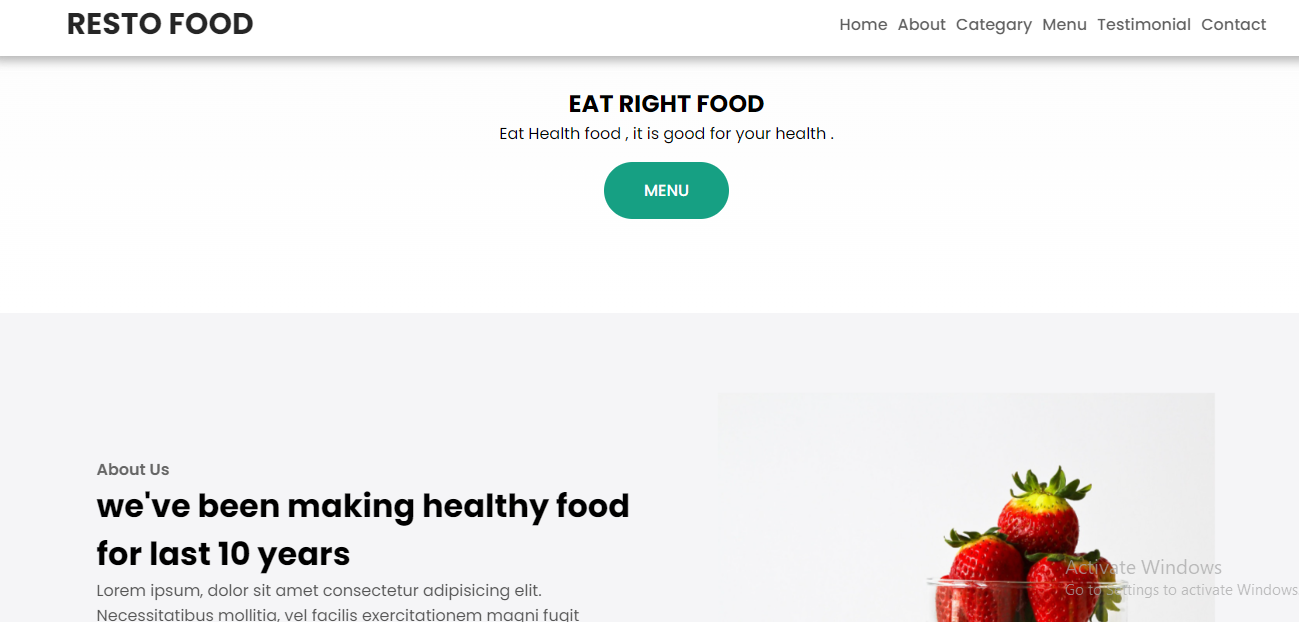 RESTO FOOD
Home About Categary Menu Testimonial Contact
EAT RIGHT FOOD
Eat Health food , it is good for your health .
MENU
About Us
we've been making healthy food
for last 10 years
Lorem ipsum, dolor sit amet consectetur adipisicing elit.
Necessitatibus mollitia, vel facilis exercitationem magni fugit
Activate Windows
Go to Settings to activate Windows